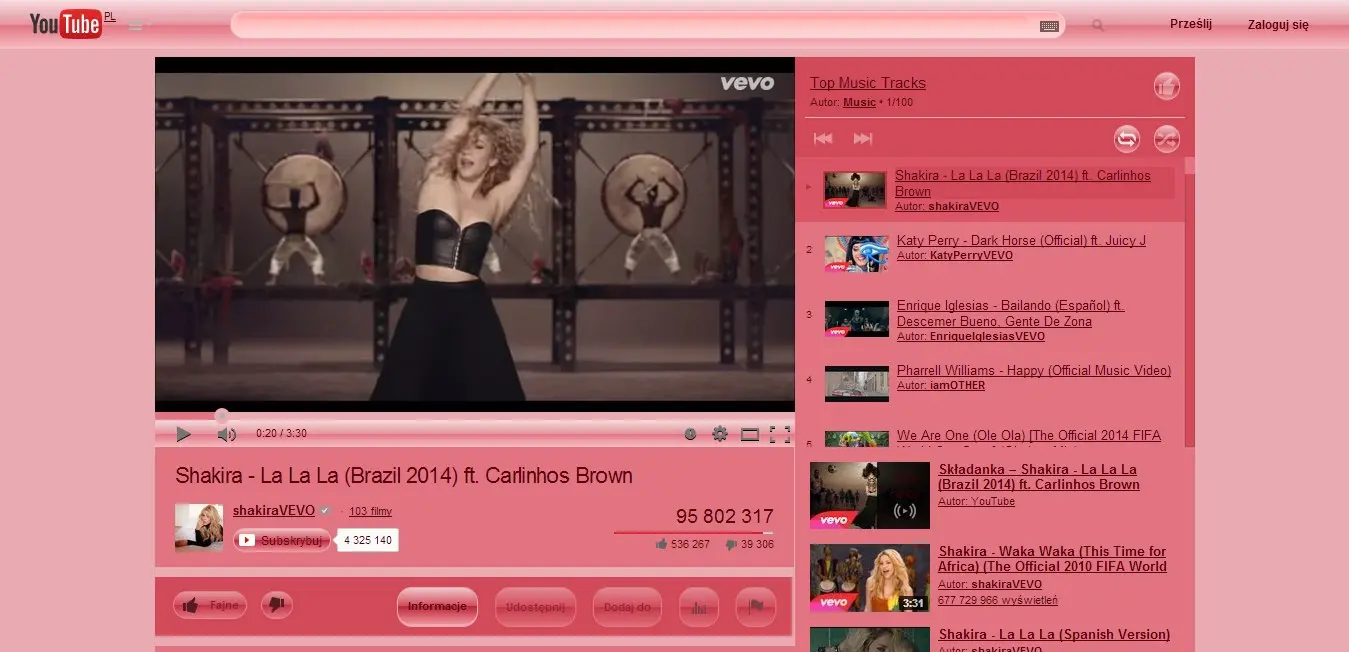 YouTube PL
Prześlij
Zaloguj się
vevo
0:20 / 3:30
Shakira - La La La (Brazil 2014) ft. Carlinhos Brown
shakiraVEVO · 103 filmy
Subskrybuj 4 325 140
95 802 317
536 267 39 306
Fajne
Informacje
Udostępnij
Dodaj do
Top Music Tracks
Autor: Music • 1/100
Shakira - La La La (Brazil 2014) ft. Carlinhos
Brown
Autor: shakiraVEVO
vevo
2
Katy Perry - Dark Horse (Official) ft. Juicy J
Autor: KatyPerryVEVO
vevo
3
Enrique Iglesias - Bailando (Español) ft.
Descemer Bueno, Gente De Zona
Autor: EnriqueIglesiasVEVO
vevo
4
Pharrell Williams - Happy (Official Music Video)
Autor: iamOTHER
5
We Are One (Ole Ola) [The Official 2014 FIFA
Składanka – Shakira - La La La
(Brazil 2014) ft. Carlinhos Brown
Autor: YouTube
vevo
Shakira - Waka Waka (This Time for
Africa) (The Official 2010 FIFA World
Autor: shakiraVEVO
677 729 966 wyświetleń
vevo
3:31
Shakira - La La La (Spanish Version)
Autor: shakiraVEVO